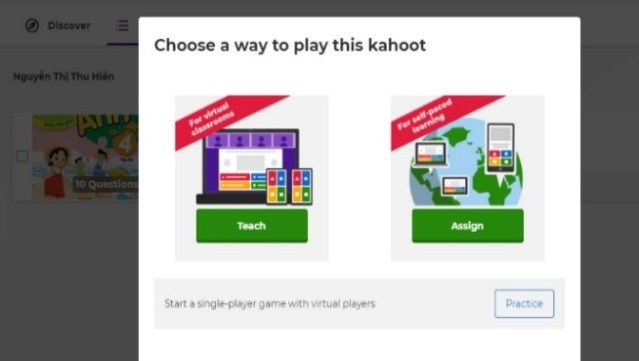 Discover
Choose a way to play this kahoot
Nguyễn Thị Thu Hiền
For virtual
classrooms
For self-paced
learning
4
10 Questions
Teach
Assign
Start a single-player game with virtual players
Practice